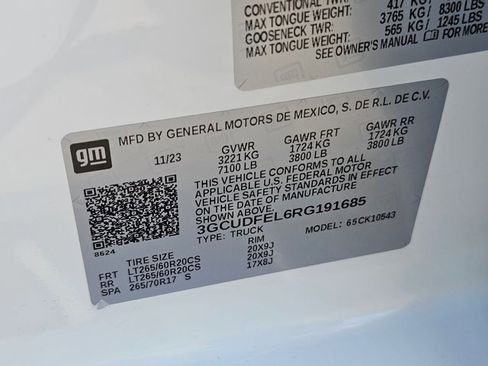 CONVENTIONAL TWR: 417 KG / 
MAX TONGUE WEIGHT: 3765 KG / 8300 LBS
GOOSENECK TWR: 565 KG / 1245 LBS
MAX TONGUE WEIGHT:
SEE OWNER'S MANUAL FOR MORE
gm
MFD BY GENERAL MOTORS DE MEXICO, S. DE R.L. DE C.V.
11/23 GVWR GAWR FRT GAWR RR
3221 KG 1724 KG 1724 KG
7100 LB 3800 LB 3800 LB
THIS VEHICLE CONFORMS TO ALL
APPLICABLE U.S. FEDERAL MOTOR
VEHICLE SAFETY STANDARDS IN EFFECT
ON THE DATE OF MANUFACTURE SHOWN ABOVE.
3GCUDFEL6RG191685
TYPE: TRUCK MODEL: 65CK10543
8624
TIRE SIZE RIM
FRT LT265/60R20CS 20X9J
RR LT265/60R20CS 20X9J
SPA 265/70R17 S 17X8J